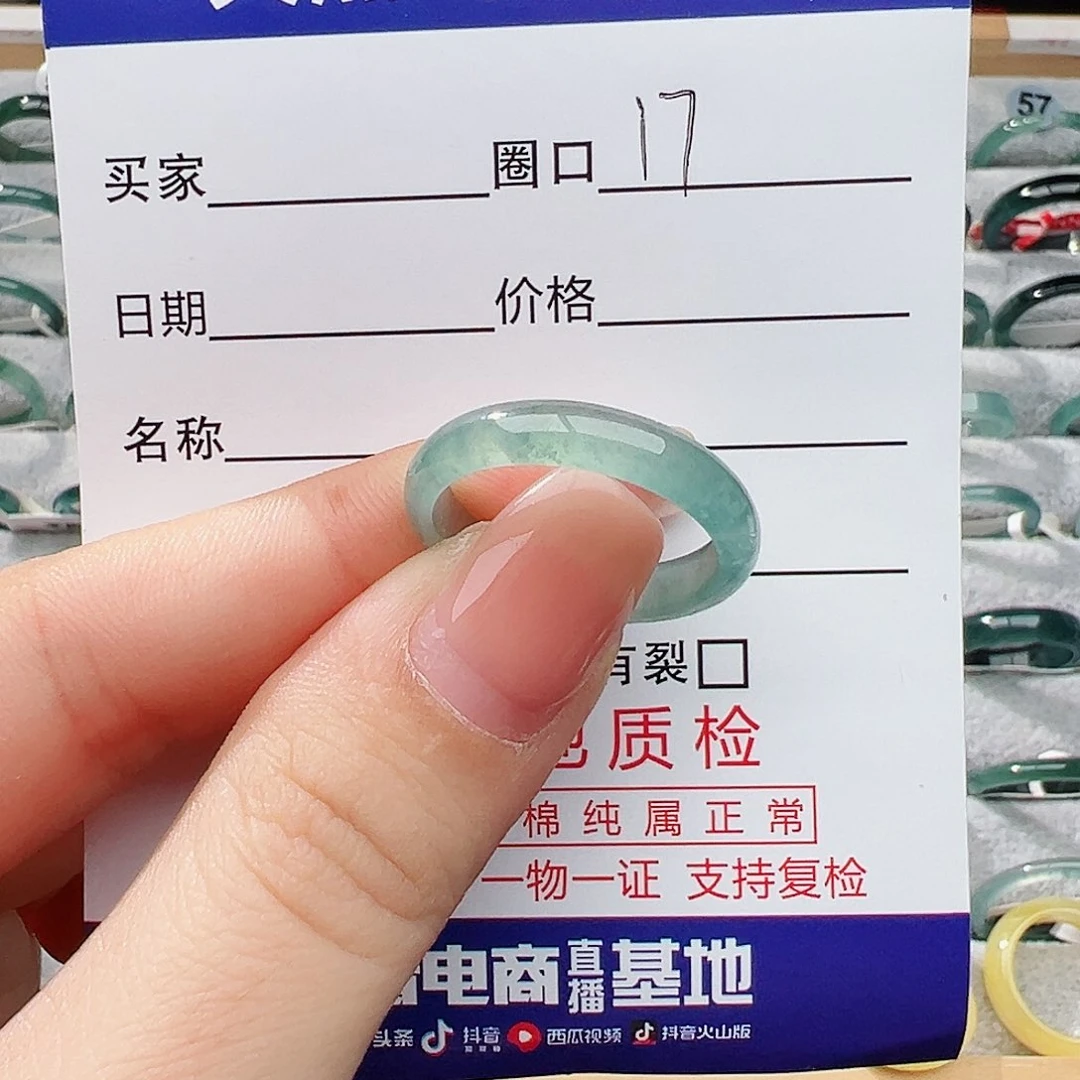 买家 圈口 17
日期 价格
名称
有裂
质检
棉纯属正常
一物一证 支持复检
电商直播基地
头条 抖音 西瓜视频 抖音火山版
57